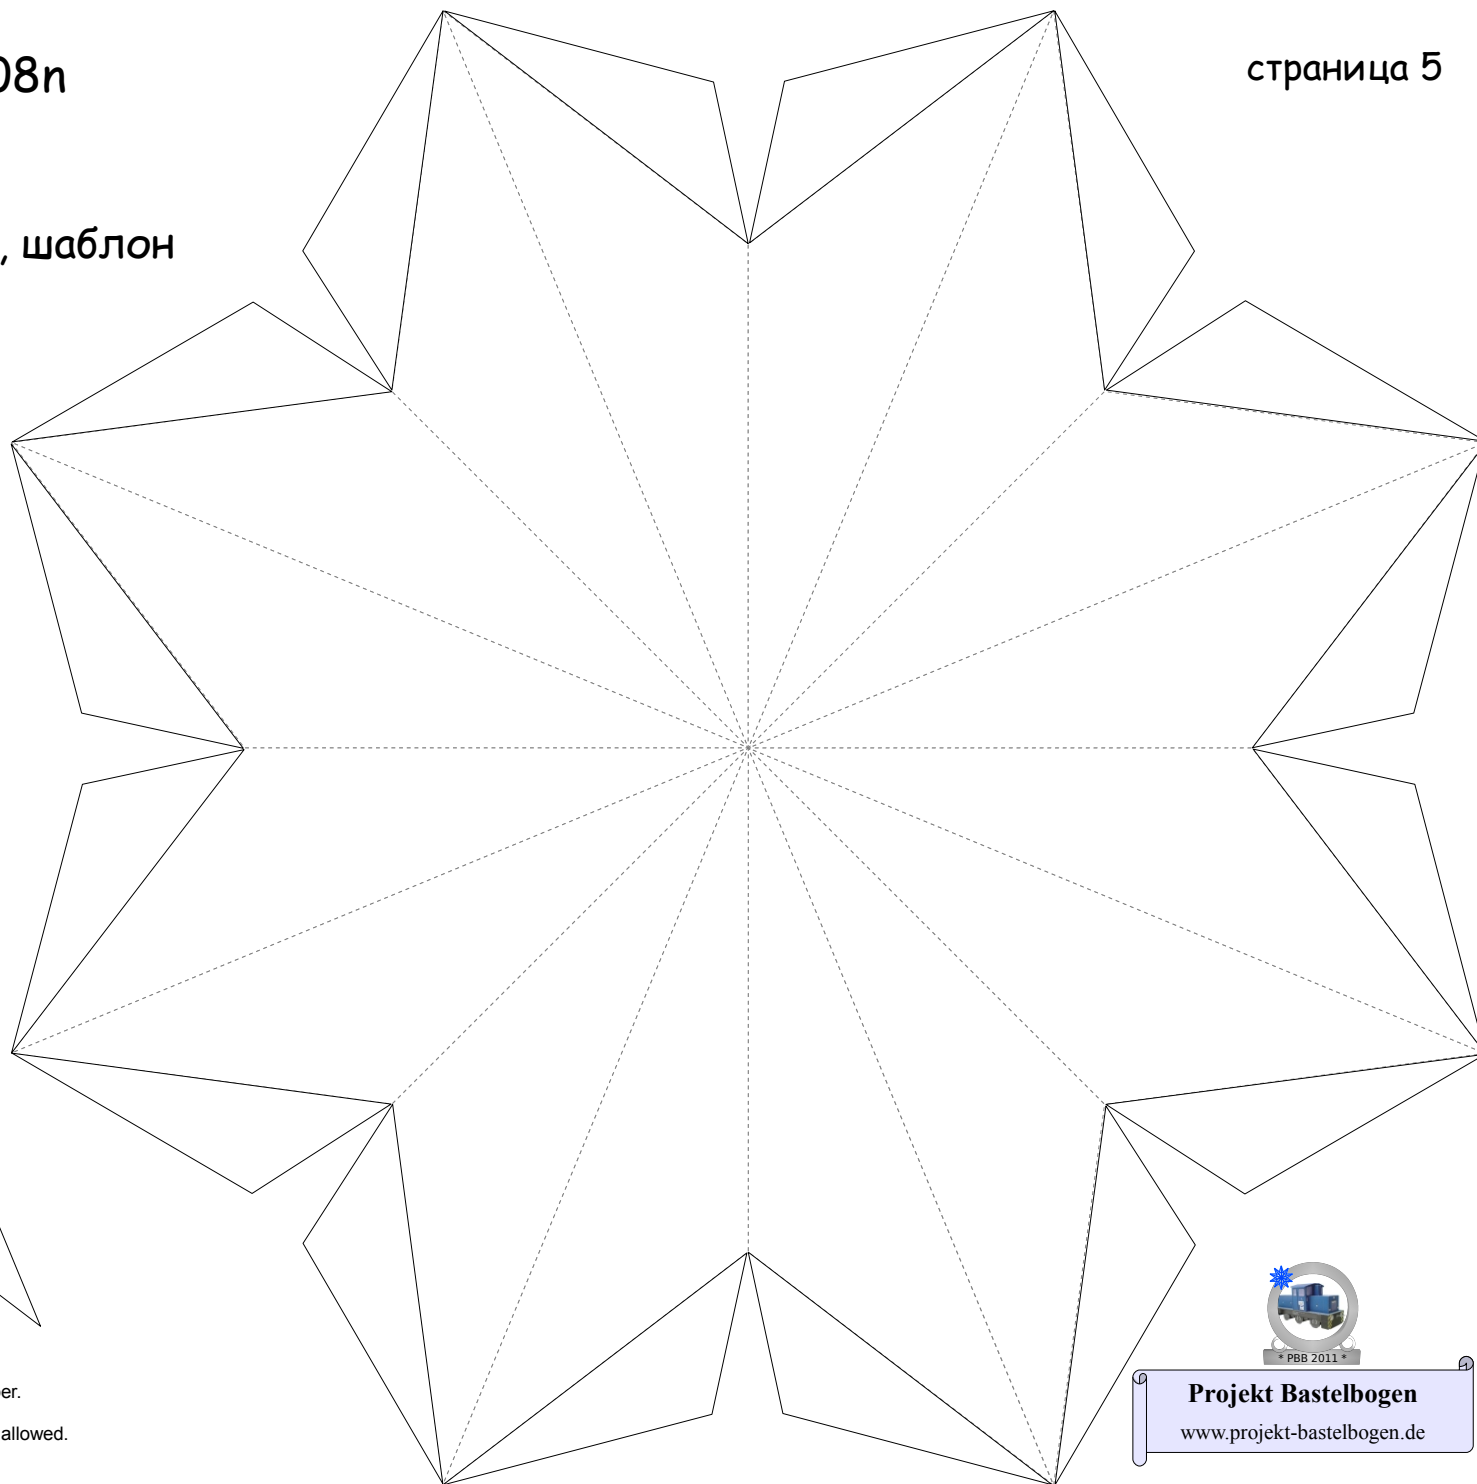 08n
страница 5
, шаблон
er.
allowed.
* PBB 2011 *
Projekt Bastelbogen
www.projekt-bastelbogen.de